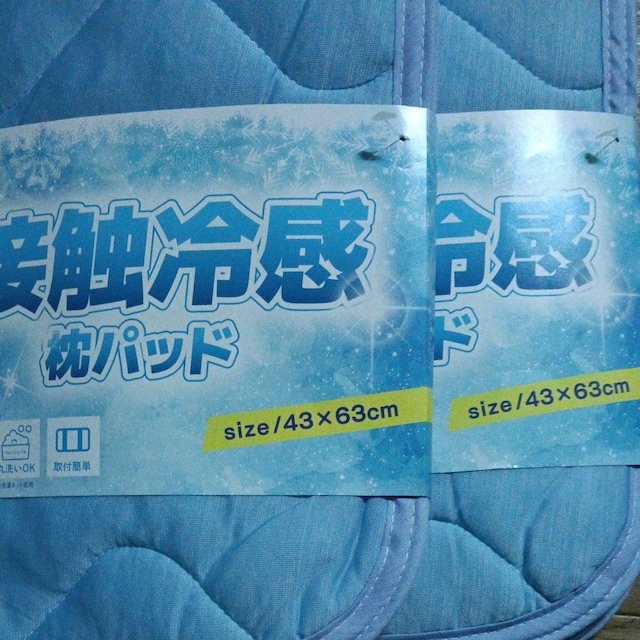 接触冷感
枕パッド
size/43×63cm
丸洗いOK
取付簡単
冷感
ド
size/43×63cm